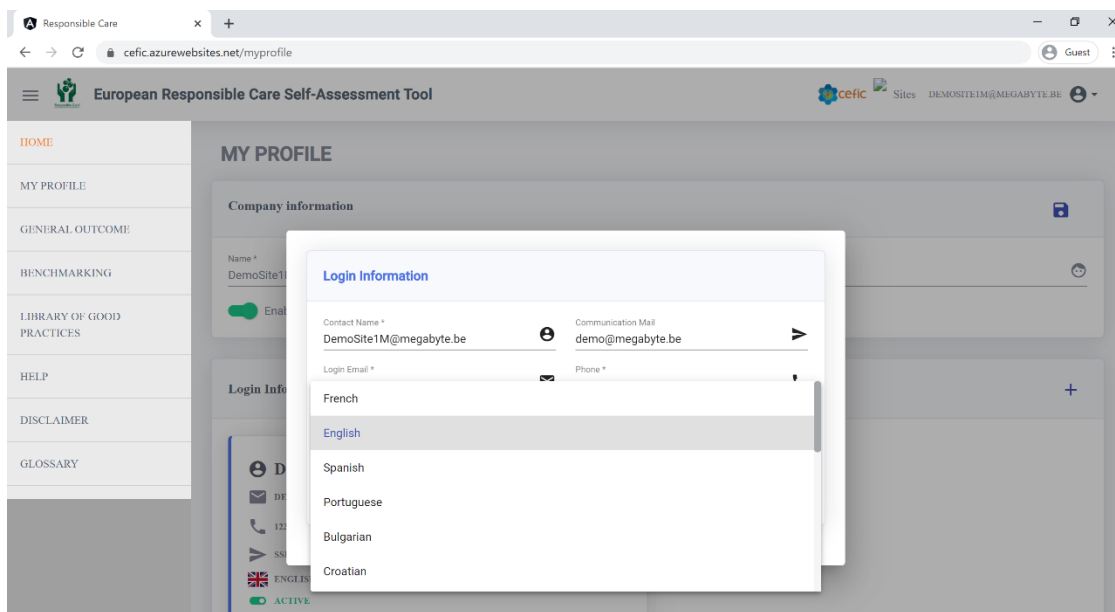 Responsible Care
cefic.azurewebsites.net/myprofile
Guest
European Responsible Care Self-Assessment Tool
cefic
Sites
DEMOSITE1M@MEGABYTE.BE
HOME
MY PROFILE
GENERAL OUTCOME
BENCHMARKING
LIBRARY OF GOOD
PRACTICES
HELP
DISCLAIMER
GLOSSARY
MY PROFILE
Company information
Name *
DemoSite1
Login Information
Contact Name *
DemoSite1M@megabyte.be
Communication Mail
demo@megabyte.be
Login Email *
Phone *
French
English
Spanish
Portuguese
Bulgarian
Croatian
ENGLIS
ACTIVE